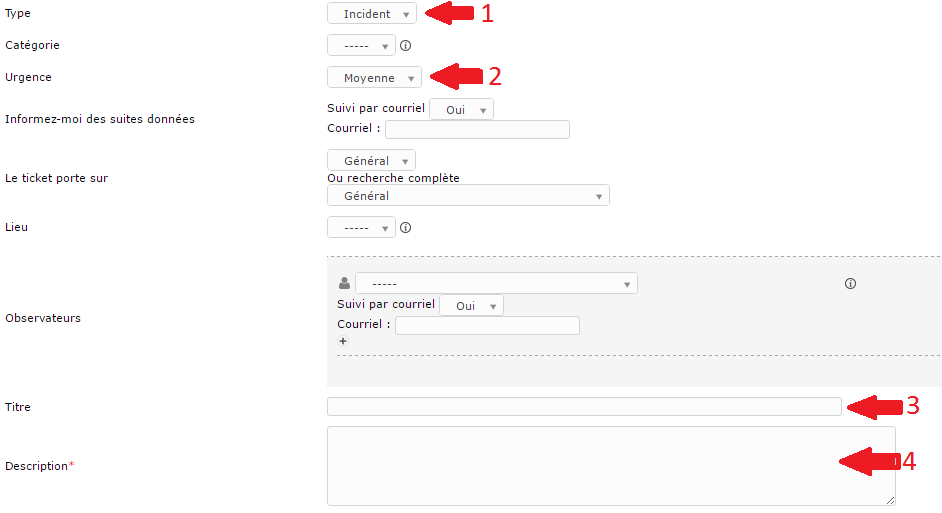 Type Incident 1
Catégorie -----
Urgence Moyenne 2
Suivi par courriel Oui
Informez-moi des suites données
Courriel :
Général
Le ticket porte sur Ou recherche complète
Général
Lieu -----
-----
Suivi par courriel Oui
Observateurs
Courriel :
+
Titre 3
Description* 4